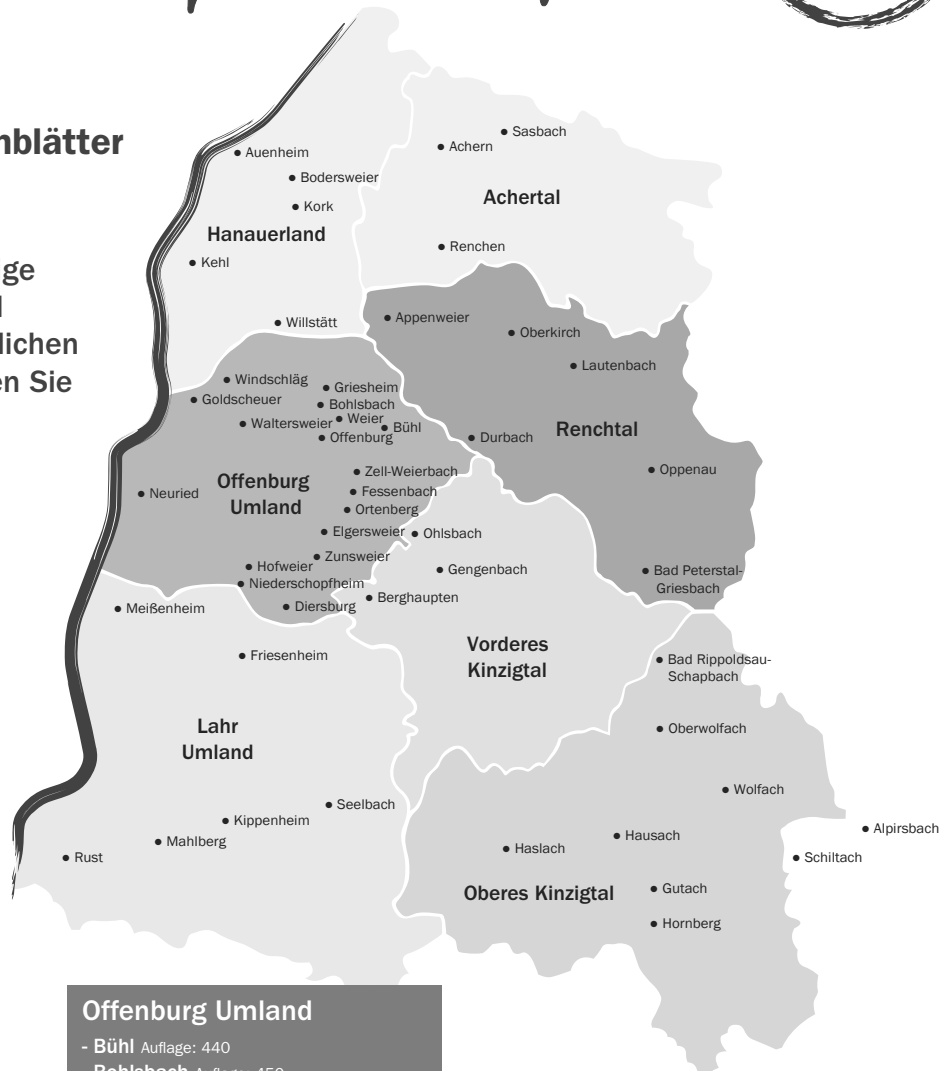 nblätter
ge
lichen
en Sie
Sasbach
Achern
Auenheim
Bodersweier
Achertal
Kork
Hanauerland
Renchen
Kehl
Appenweier
Willstätt
Oberkirch
Lautenbach
Windschläg
Griesheim
Goldscheuer
Bohlsbach
Weier
Waltersweier
Bühl
Offenburg
Durbach
Renchtal
Zell-Weierbach
Oppenau
Offenburg
Umland
Neuried
Fessenbach
Ortenberg
Elgersweier
Ohlsbach
Zunsweier
Hofweier
Gengenbach
Bad Peterstal-
Griesbach
Niederschopfheim
Berghaupten
Diersburg
Meißenheim
Vorderes
Kinzigtal
Friesenheim
Bad Rippoldsau-
Schapbach
Lahr
Umland
Oberwolfach
Wolfach
Seelbach
Kippenheim
Alpirsbach
Hausach
Mahlberg
Haslach
Rust
Schiltach
Oberes Kinzigtal
Gutach
Hornberg
Offenburg Umland
- Bühl Auflage: 440
- Bohlsbach Auflage: 450